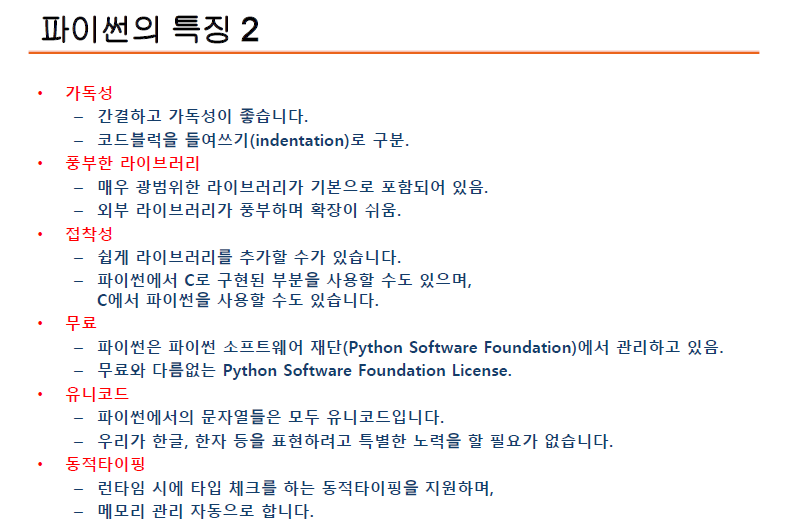 파이썬의 특징 2
• 가독성
– 간결하고 가독성이 좋습니다.
– 코드블럭을 들여쓰기(indentation)로 구분.
• 풍부한 라이브러리
– 매우 광범위한 라이브러리가 기본으로 포함되어 있음.
– 외부 라이브러리가 풍부하며 확장이 쉬움.
• 접착성
– 쉽게 라이브러리를 추가할 수가 있습니다.
– 파이썬에서 C로 구현된 부분을 사용할 수도 있으며,
C에서 파이썬을 사용할 수도 있습니다.
• 무료
– 파이썬은 파이썬 소프트웨어 재단(Python Software Foundation)에서 관리하고 있음.
– 무료와 다름없는 Python Software Foundation License.
• 유니코드
– 파이썬에서의 문자열들은 모두 유니코드입니다.
– 우리가 한글, 한자 등을 표현하려고 특별한 노력을 할 필요가 없습니다.
• 동적타이핑
– 런타임 시에 타입 체크를 하는 동적타이핑을 지원하며,
– 메모리 관리 자동으로 합니다.